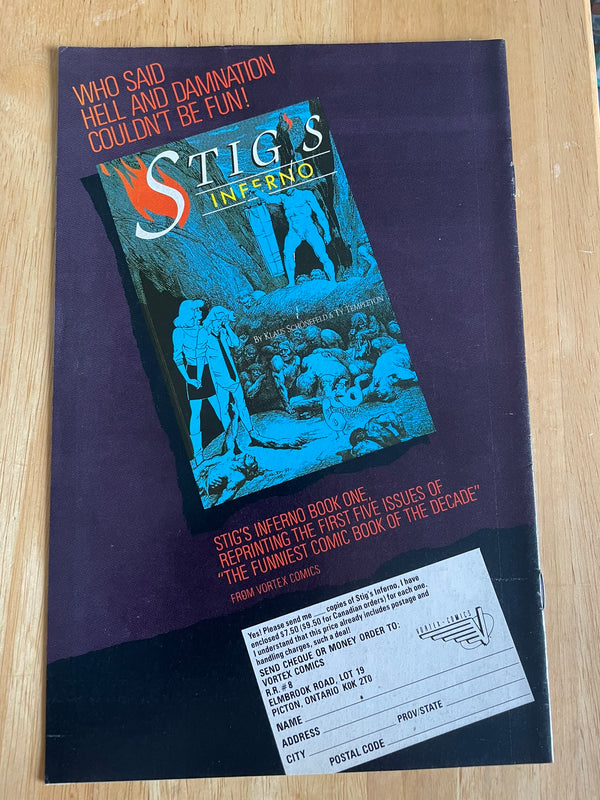 WHO SAID
HELL AND DAMNATION
COULDN'T BE FUN!
STIG'S
INFERNO
BY KLAUS SCHÖNEFELD & TY TEMPLETON
STIG'S INFERNO BOOK ONE,
REPRINTING THE FIRST FIVE ISSUES OF
"THE FUNNIEST COMIC BOOK OF THE DECADE"
FROM VORTEX COMICS
Yes! Please send me ___ copies of Stig's Inferno, I have
enclosed $7.50 ($9.50 for Canadian orders) for each one.
I understand that this price already includes postage and
handling charges, such a deal!
SEND CHEQUE OR MONEY ORDER TO:
VORTEX COMICS
R.R. #8
ELMBROOK ROAD, LOT 19
PICTON, ONTARIO K0K 2T0
VORTEX·COMICS
NAME
ADDRESS
CITY PROV/STATE
POSTAL CODE